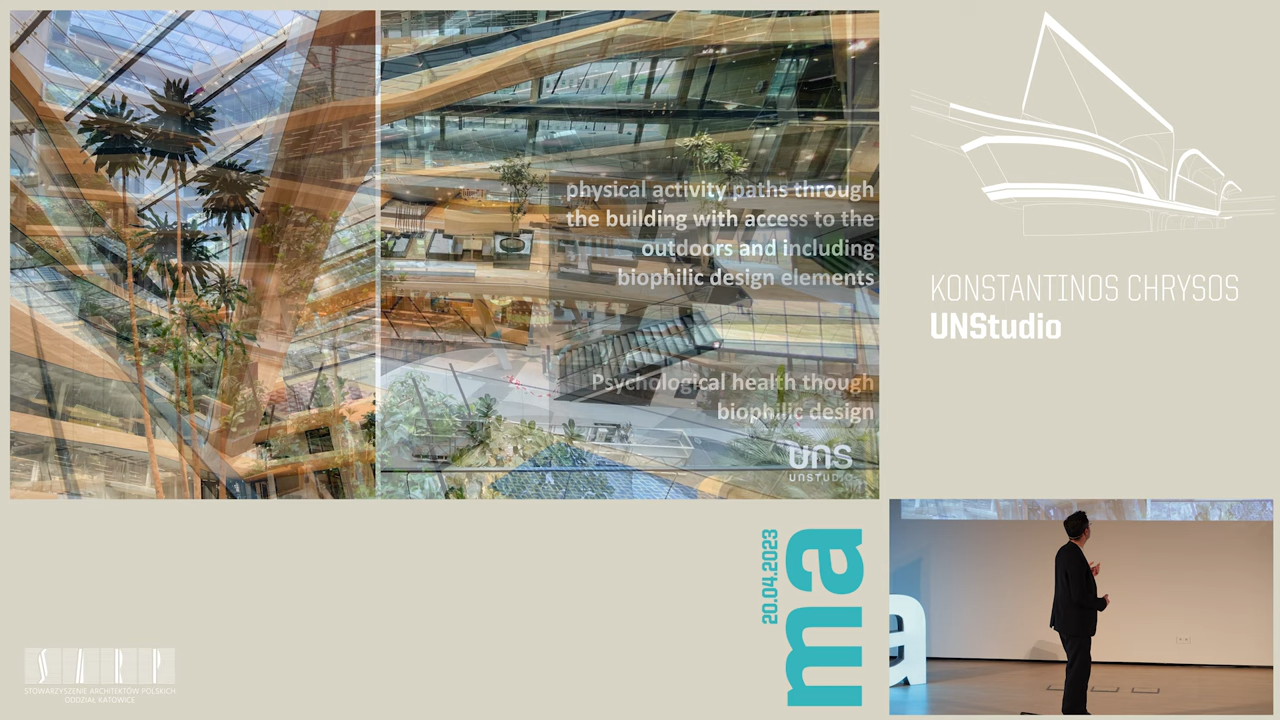 physical activity paths through
the building with access to the
outdoors and including
biophilic design elements
Psychological health though
biophilic design
uns
UNSTUDIO
KONSTANTINOS CHRYSOS
UNStudio
20.04.2023
ma
a
SARP
STOWARZYSZENIE ARCHITEKTÓW POLSKICH
ODDZIAŁ KATOWICE